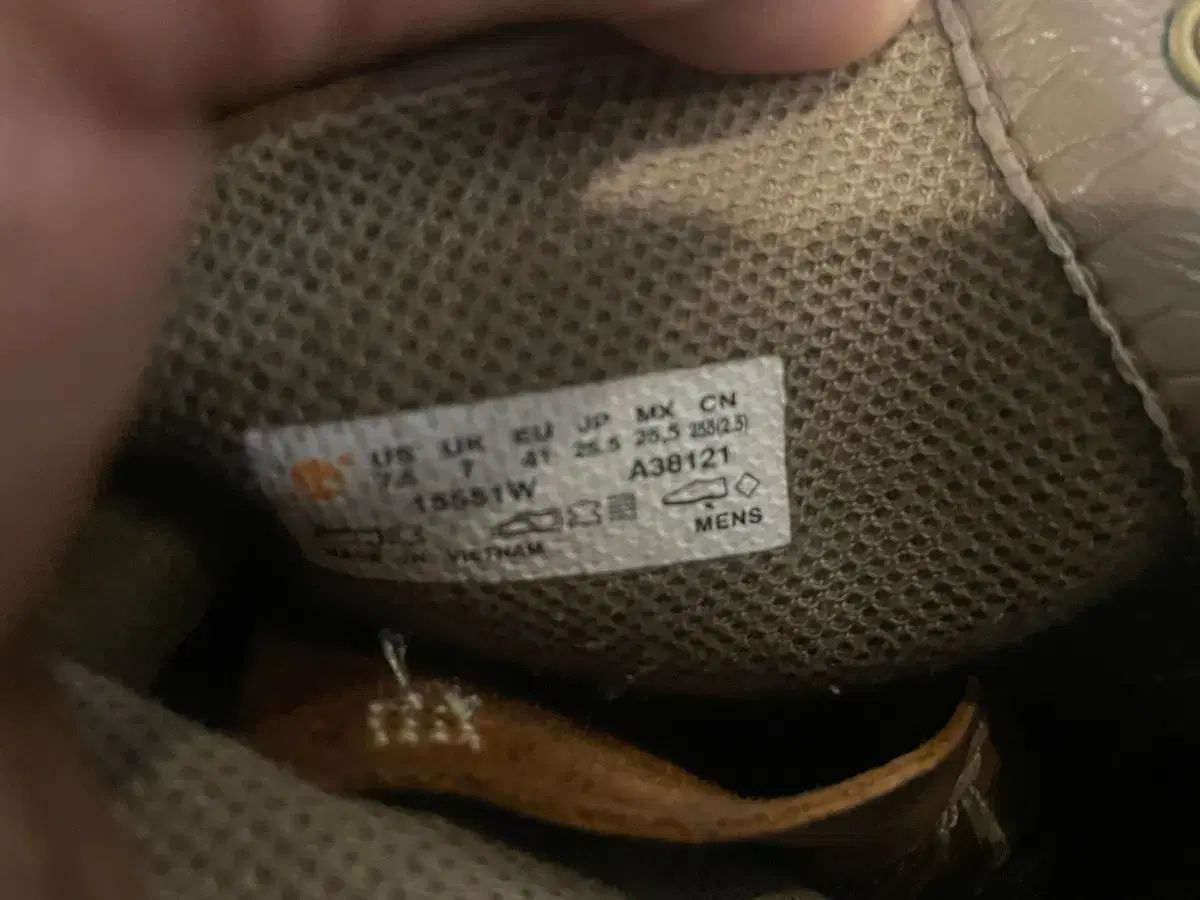 US UK EU JP MX CN
7.5 7 41 25.5 25.5 255(2.5)
A38121
MADE IN VIETNAM
MENS